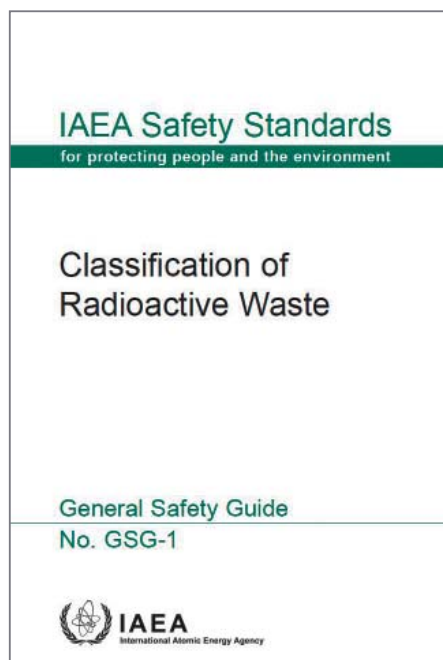 IAEA Safety Standards
for protecting people and the environment
Classification of
Radioactive Waste
General Safety Guide
No. GSG-1
IAEA
International Atomic Energy Agency